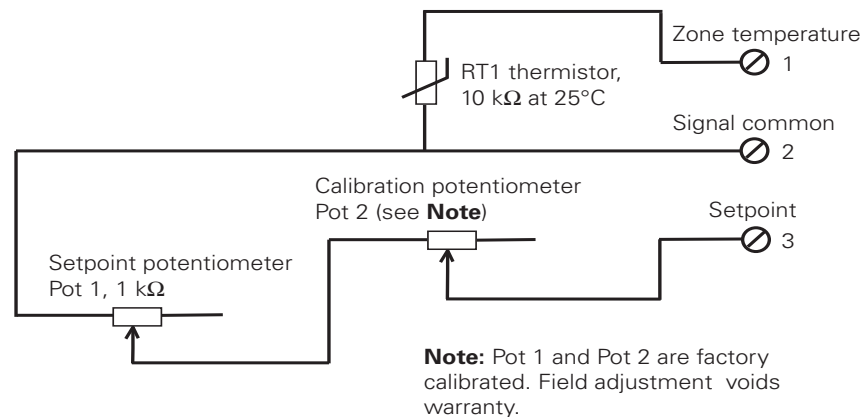 Zone temperature
1
RT1 thermistor,
10 kΩ at 25°C
Signal common
2
Calibration potentiometer
Pot 2 (see Note)
Setpoint
3
Setpoint potentiometer
Pot 1, 1 kΩ
Note: Pot 1 and Pot 2 are factory
calibrated. Field adjustment voids
warranty.